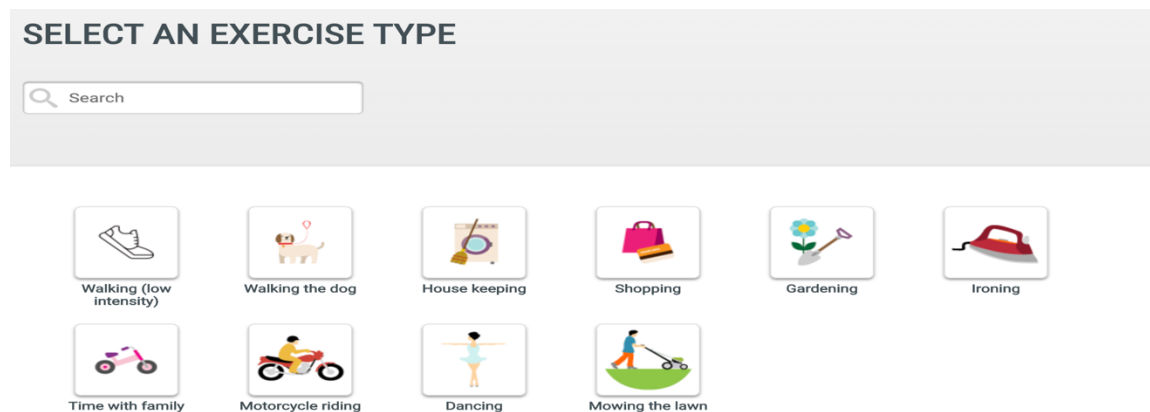 SELECT AN EXERCISE TYPE
Search
Walking (low
intensity)
Walking the dog
House keeping
Shopping
Gardening
Ironing
Time with family
Motorcycle riding
Dancing
Mowing the lawn